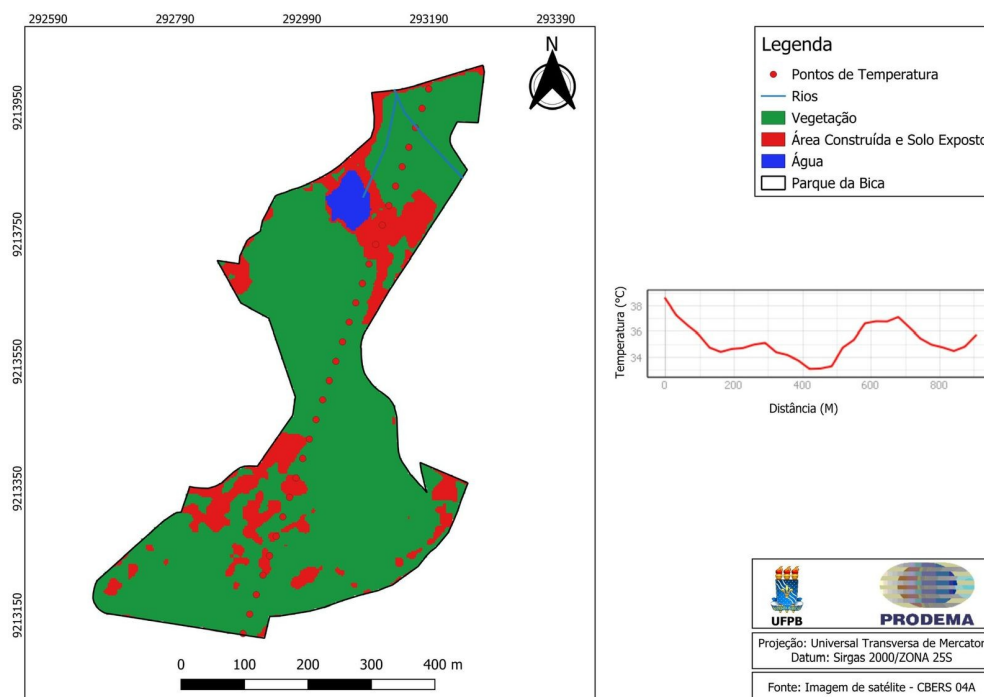 292590
292790
292990
293190
293390
9213950
9213750
9213550
9213350
9213150
N
0
100
200
300
400 m
Legenda
Pontos de Temperatura
Rios
Vegetação
Área Construída e Solo Exposto
Água
Parque da Bica
Temperatura (°C)
38
36
34
0
200
400
600
800
Distância (M)
UFPB
PRODEMA
Projeção: Universal Transversa de Mercator
Datum: Sirgas 2000/ZONA 25S
Fonte: Imagem de satélite - CBERS 04A